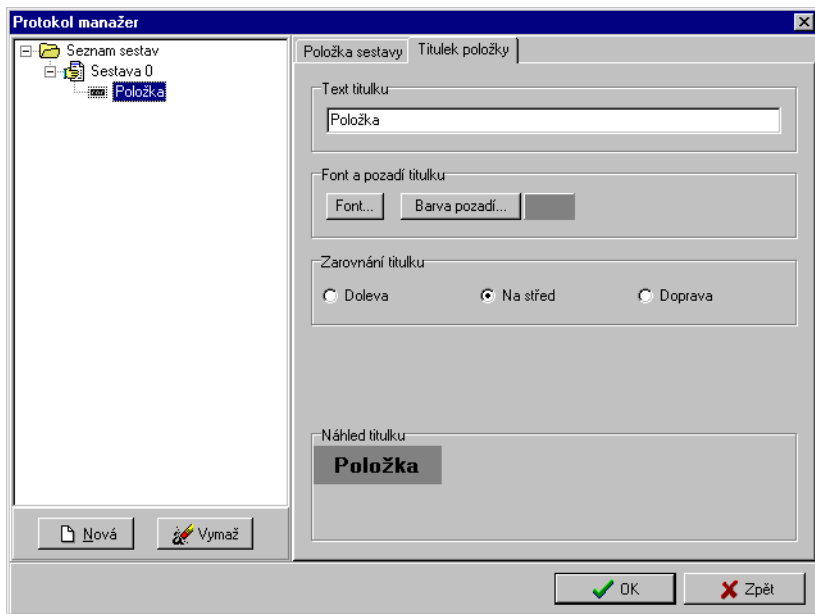 Protokol manažer
Seznam sestav
Sestava 0
Položka
Položka sestavy
Titulek položky
Text titulku
Položka
Font a pozadí titulku
Font...
Barva pozadí...
Zarovnání titulku
Doleva
Na střed
Doprava
Náhled titulku
Položka
Nová
Vymaž
OK
Zpět